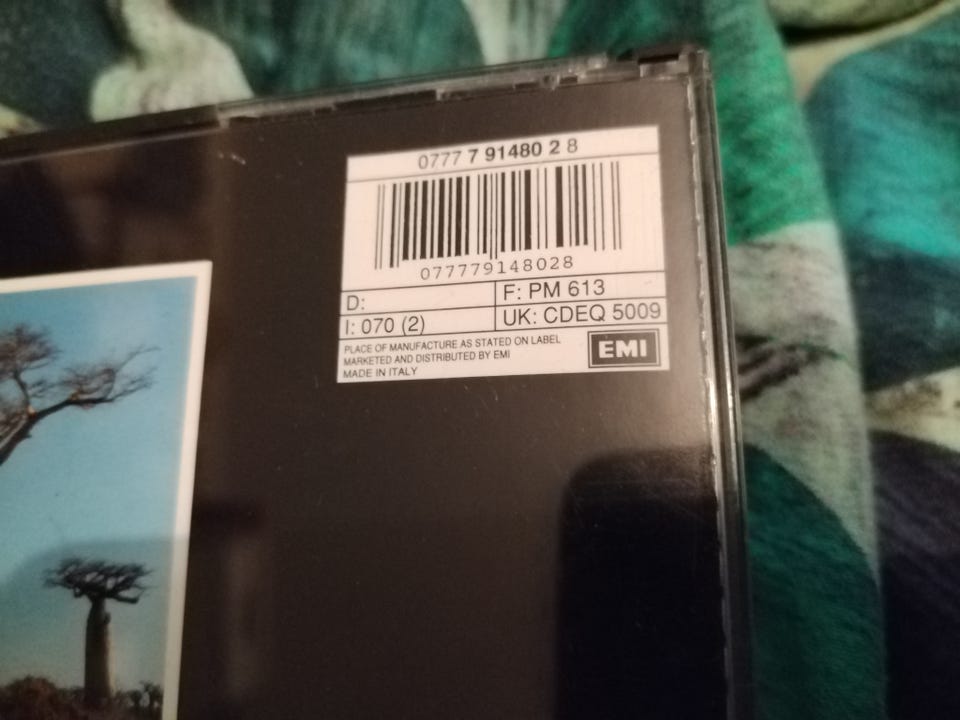 0777 7 91480 2 8
077779148028
D:
F: PM 613
I: 070 (2)
UK: CDEQ 5009
PLACE OF MANUFACTURE AS STATED ON LABEL
MARKETED AND DISTRIBUTED BY EMI
MADE IN ITALY
EMI